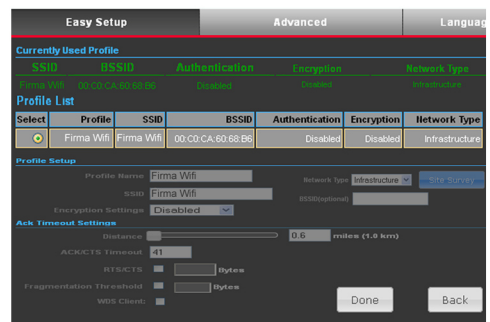 Easy Setup Advanced Languag
Currently Used Profile
SSID BSSID Authentication Encryption Network Type
Firma Wifi 00:C0:CA:60:68:B6 Disabled Disabled Infrastructure
Profile List
Select Profile SSID BSSID Authentication Encryption Network Type
Firma Wifi Firma Wifi 00:C0:CA:60:68:B6 Disabled Disabled Infrastructure
Profile Setup
Profile Name Firma Wifi Network Type Infrastructure Site Survey
SSID Firma Wifi BSSID(optional)
Encryption Settings Disabled
Ack Timeout Settings
Distance 0.6 miles (1.0 km)
ACK/CTS Timeout 41
RTS/CTS Bytes
Fragmentation Threshold Bytes
WDS Client:
Done Back